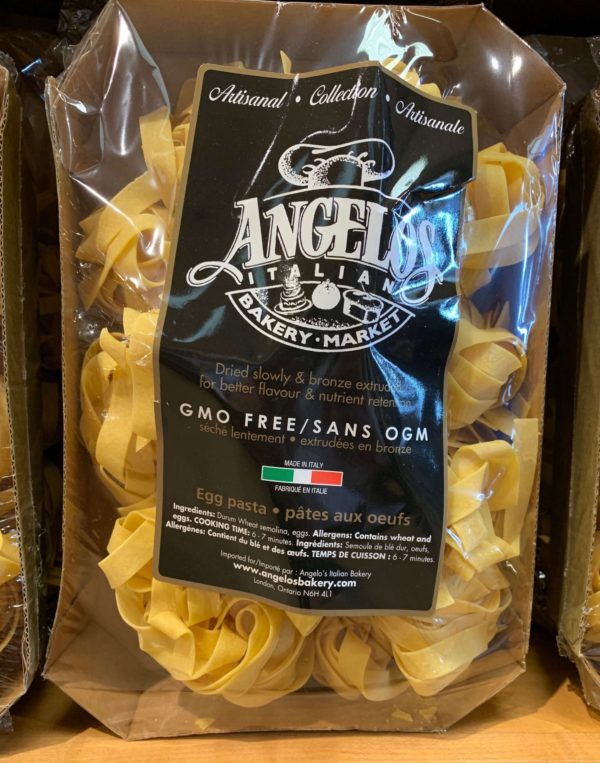 Artisanal • Collection • Artisanale
ANGELO'S
ITALIAN
BAKERY • MARKET
Dried slowly & bronze extruded
for better flavour & nutrient retention
GMO FREE/SANS OGM
séché lentement • extrudées en bronze
MADE IN ITALY
FABRIQUÉ EN ITALIE
Egg pasta • pâtes aux oeufs
Ingredients: Durum Wheat semolina, eggs. Allergens: Contains wheat and
eggs. COOKING TIME: 6 - 7 minutes. Ingrédients: Semoule de blé dur, oeufs.
Allergènes: Contient du blé et des œufs. TEMPS DE CUISSON : 6 - 7 minutes
Imported for/Importé par : Angelo's Italian Bakery
www.angelosbakery.com
London, Ontario N6H 4L1